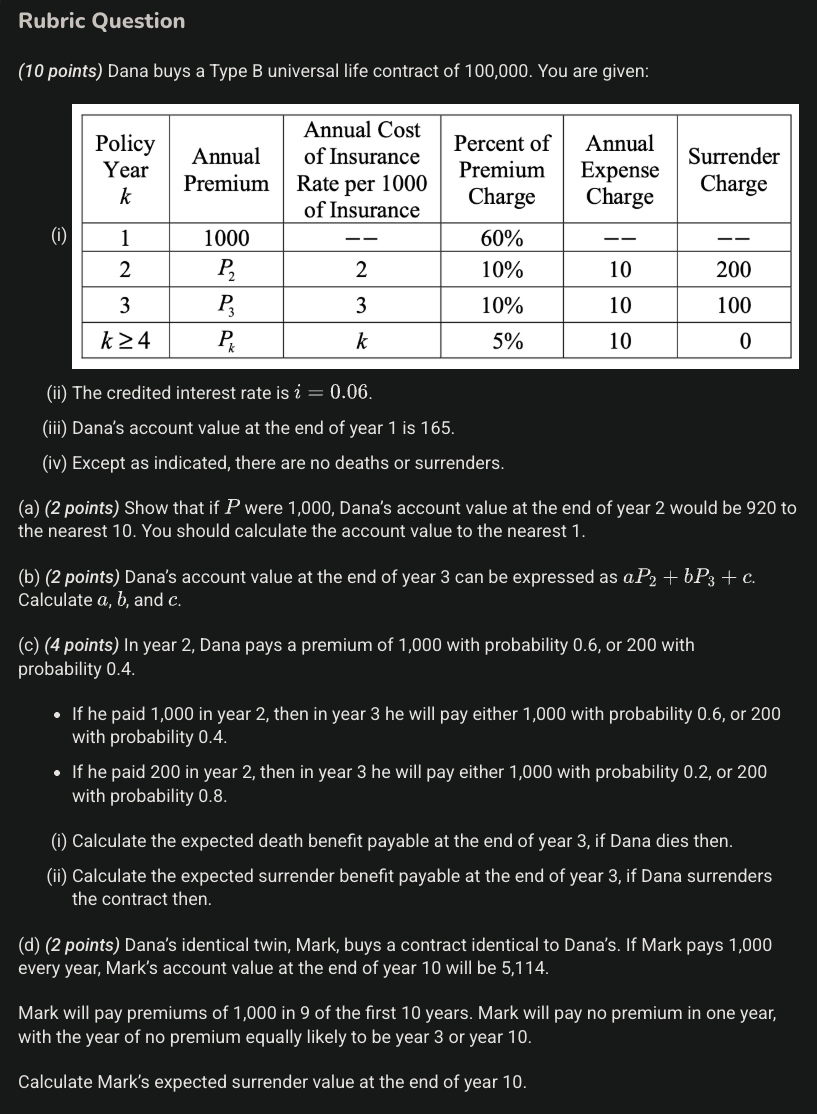 Rubric Question
(10 points) Dana buys a Type B universal life contract of 100,000. You are given:
(i)
Policy Year k | Annual Premium | Annual Cost of Insurance Rate per 1000 of Insurance | Percent of Premium Charge | Annual Expense Charge | Surrender Charge
1 | 1000 | −− | 60% | −− | −−
2 | P₂ | 2 | 10% | 10 | 200
3 | P₃ | 3 | 10% | 10 | 100
k ≥ 4 | Pₖ | k | 5% | 10 | 0
(ii) The credited interest rate is i = 0.06.
(iii) Dana’s account value at the end of year 1 is 165.
(iv) Except as indicated, there are no deaths or surrenders.
(a) (2 points) Show that if P were 1,000, Dana’s account value at the end of year 2 would be 920 to
the nearest 10. You should calculate the account value to the nearest 1.
(b) (2 points) Dana’s account value at the end of year 3 can be expressed as aP₂ + bP₃ + c.
Calculate a, b, and c.
(c) (4 points) In year 2, Dana pays a premium of 1,000 with probability 0.6, or 200 with
probability 0.4.
• If he paid 1,000 in year 2, then in year 3 he will pay either 1,000 with probability 0.6, or 200
with probability 0.4.
• If he paid 200 in year 2, then in year 3 he will pay either 1,000 with probability 0.2, or 200
with probability 0.8.
(i) Calculate the expected death benefit payable at the end of year 3, if Dana dies then.
(ii) Calculate the expected surrender benefit payable at the end of year 3, if Dana surrenders
the contract then.
(d) (2 points) Dana’s identical twin, Mark, buys a contract identical to Dana’s. If Mark pays 1,000
every year, Mark’s account value at the end of year 10 will be 5,114.
Mark will pay premiums of 1,000 in 9 of the first 10 years. Mark will pay no premium in one year,
with the year of no premium equally likely to be year 3 or year 10.
Calculate Mark’s expected surrender value at the end of year 10.